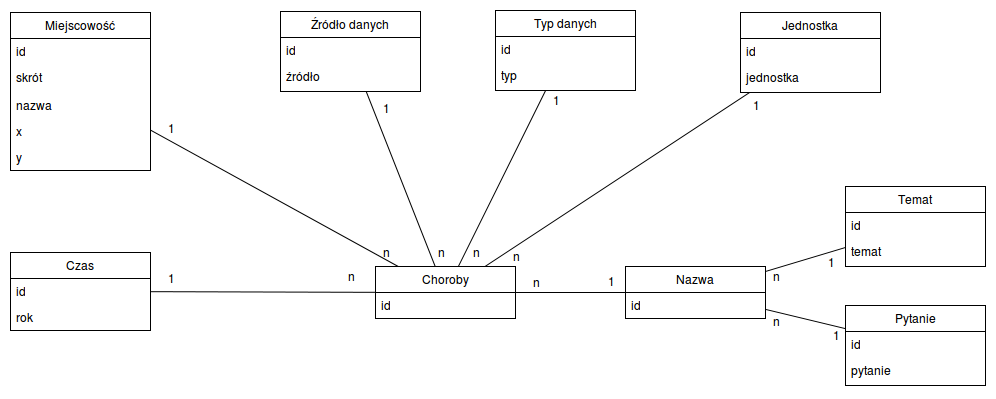 Miejscowość
id
skrót
nazwa
x
y
Źródło danych
id
źródło
Typ danych
id
typ
Jednostka
id
jednostka
1
1
1
1
Temat
id
temat
n
n
n
n
Czas
id
rok
1
n
Choroby
id
n
1
Nazwa
id
n
1
n
1
Pytanie
id
pytanie